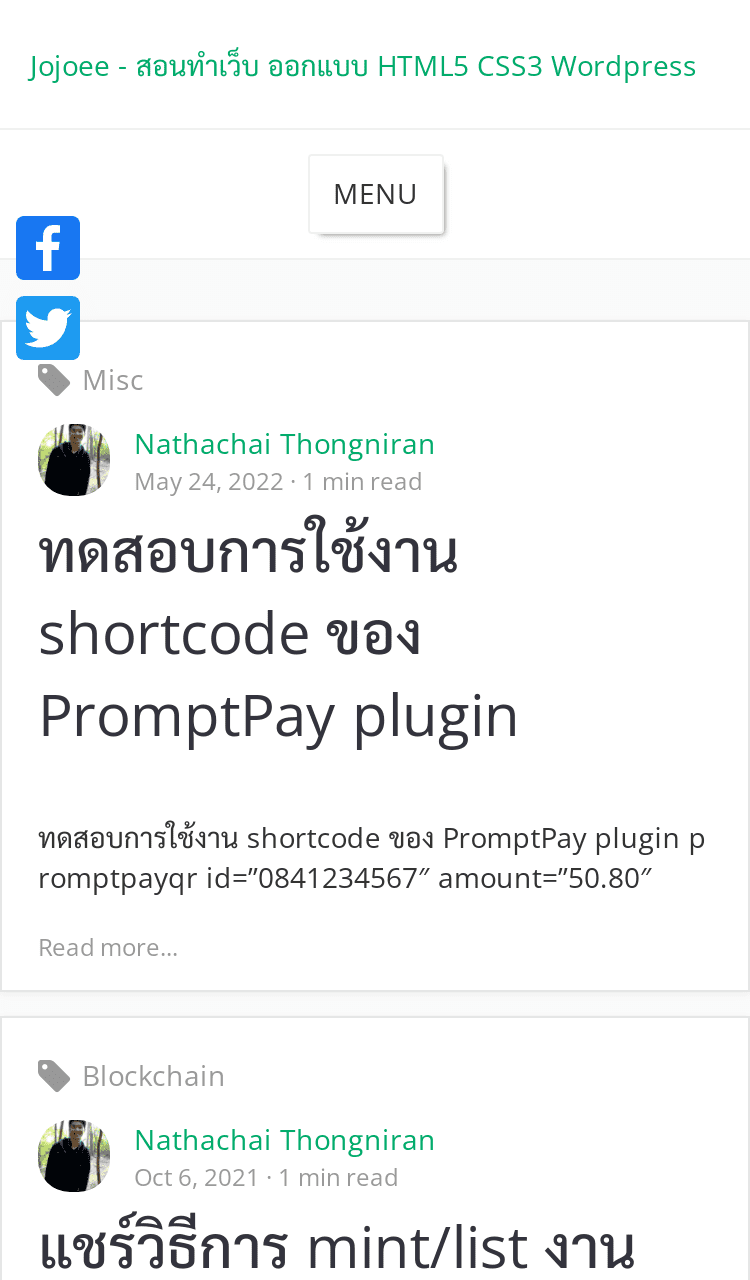 Jojoee - สอนทำเว็บ ออกแบบ HTML5 CSS3 Wordpress
MENU
Misc
Nathachai Thongniran
May 24, 2022 · 1 min read
ทดสอบการใช้งาน
shortcode ของ
PromptPay plugin
ทดสอบการใช้งาน shortcode ของ PromptPay plugin p
romptpayqr id=”0841234567″ amount=”50.80″
Read more...
Blockchain
Nathachai Thongniran
Oct 6, 2021 · 1 min read
แชร์วิธีการ mint/list งาน